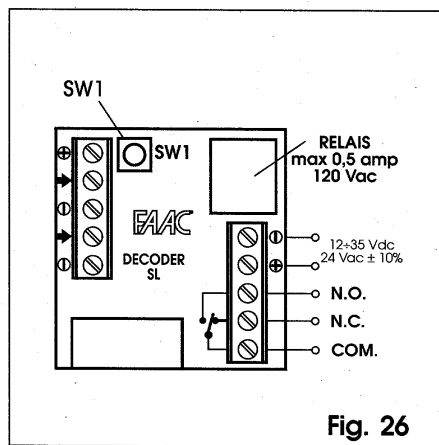 SW1
SW1
RELAIS
max 0,5 amp
120 Vac
FAAC
DECODER
SL
12÷35 Vdc
24 Vac ± 10%
N.O.
N.C.
COM.
Fig. 26